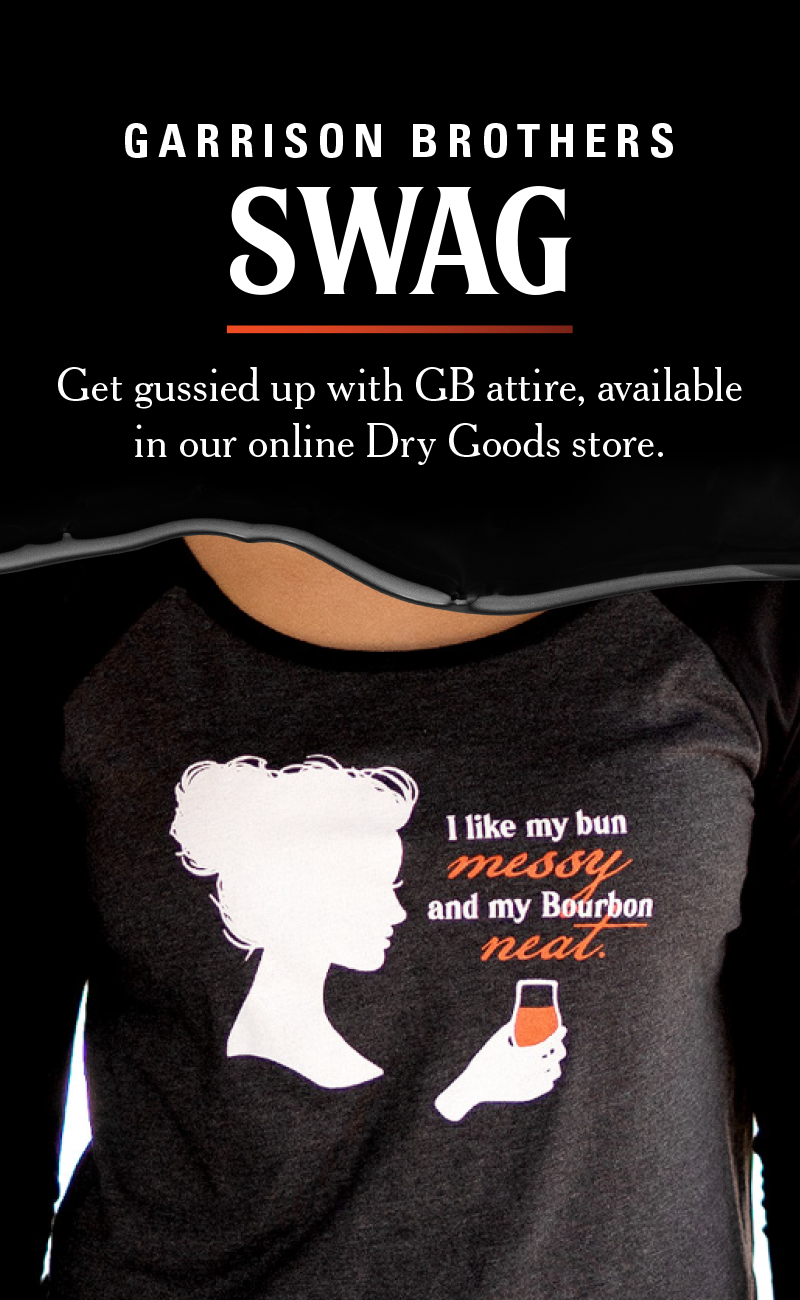 GARRISON BROTHERS
SWAG
Get gussied up with GB attire, available
in our online Dry Goods store.
I like my bun
messy
and my Bourbon
neat.